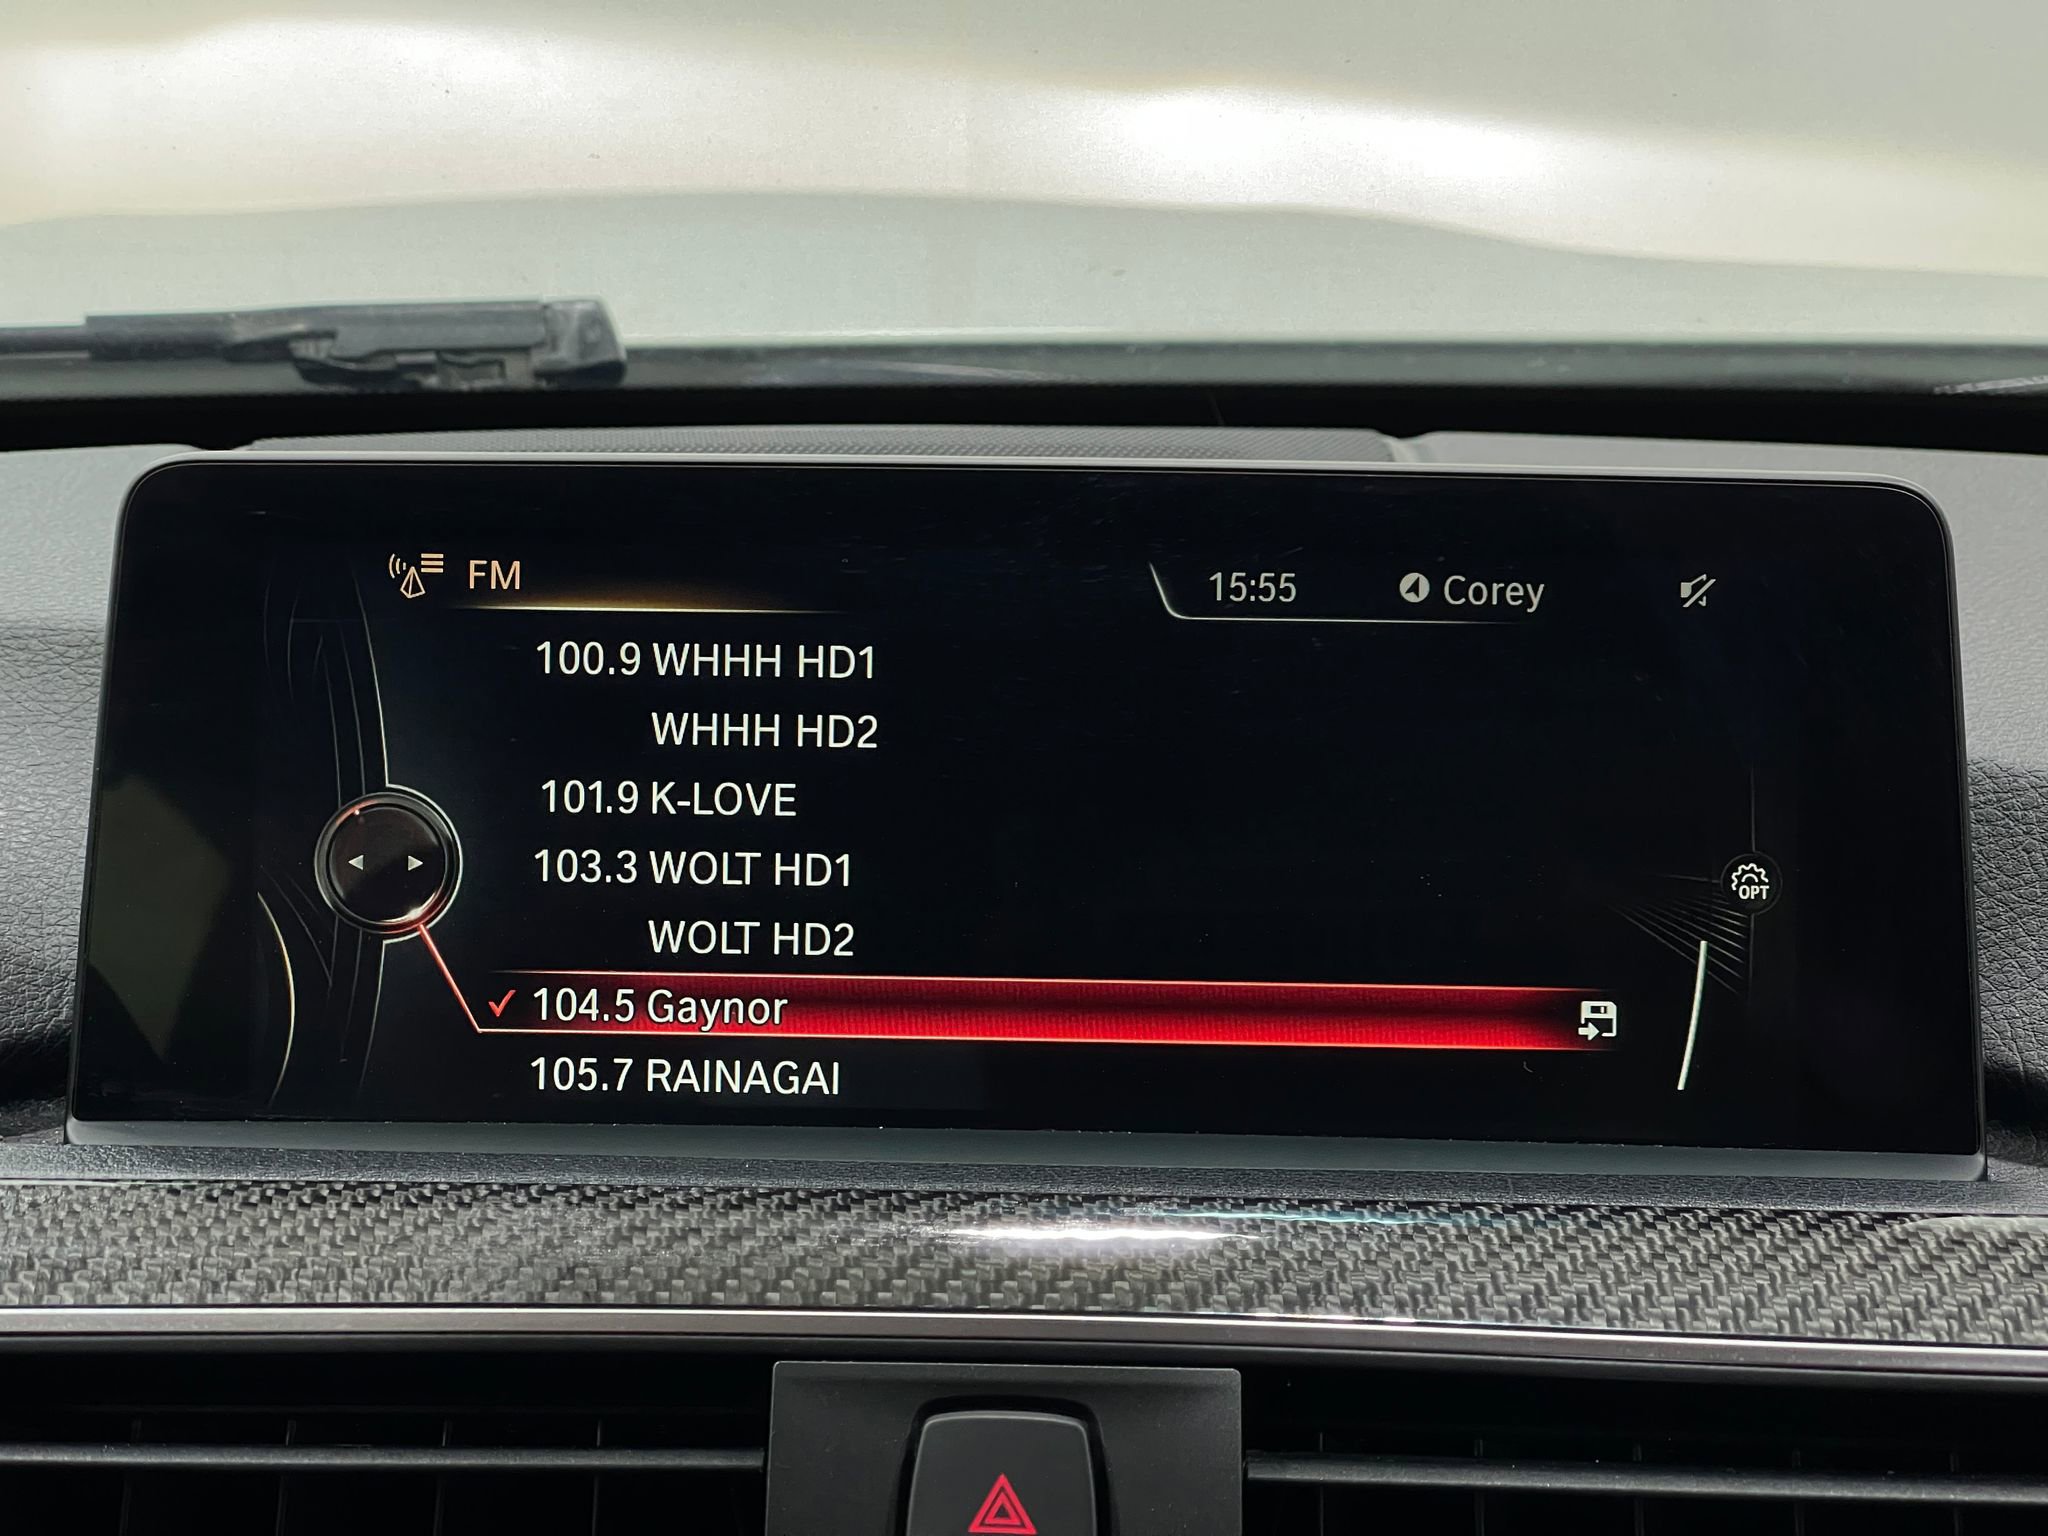 FM
15:55 Corey
100.9 WHHH HD1
WHHH HD2
101.9 K-LOVE
103.3 WOLT HD1
WOLT HD2
104.5 Gaynor
105.7 RAINAGAI
OPT